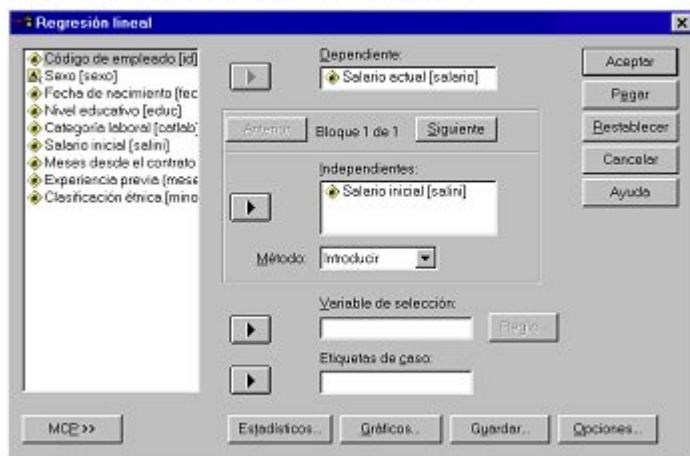 Regresión lineal
Código de empleado [id]
Sexo [sexo]
Fecha de nacimiento [fec
Nivel educativo [educ]
Categoría laboral [catlab]
Salario inicial [salini]
Meses desde el contrato
Experiencia previa [mese
Clasificación étnica [mino
Dependiente:
Salario actual [salario]
Anterior
Bloque 1 de 1
Siguiente
Independientes:
Salario inicial [salini]
Método:
Introducir
Variable de selección:
Regla...
Etiquetas de caso:
Aceptar
Pegar
Restablecer
Cancelar
Ayuda
MCP >>
Estadísticos...
Gráficos...
Guardar...
Opciones...